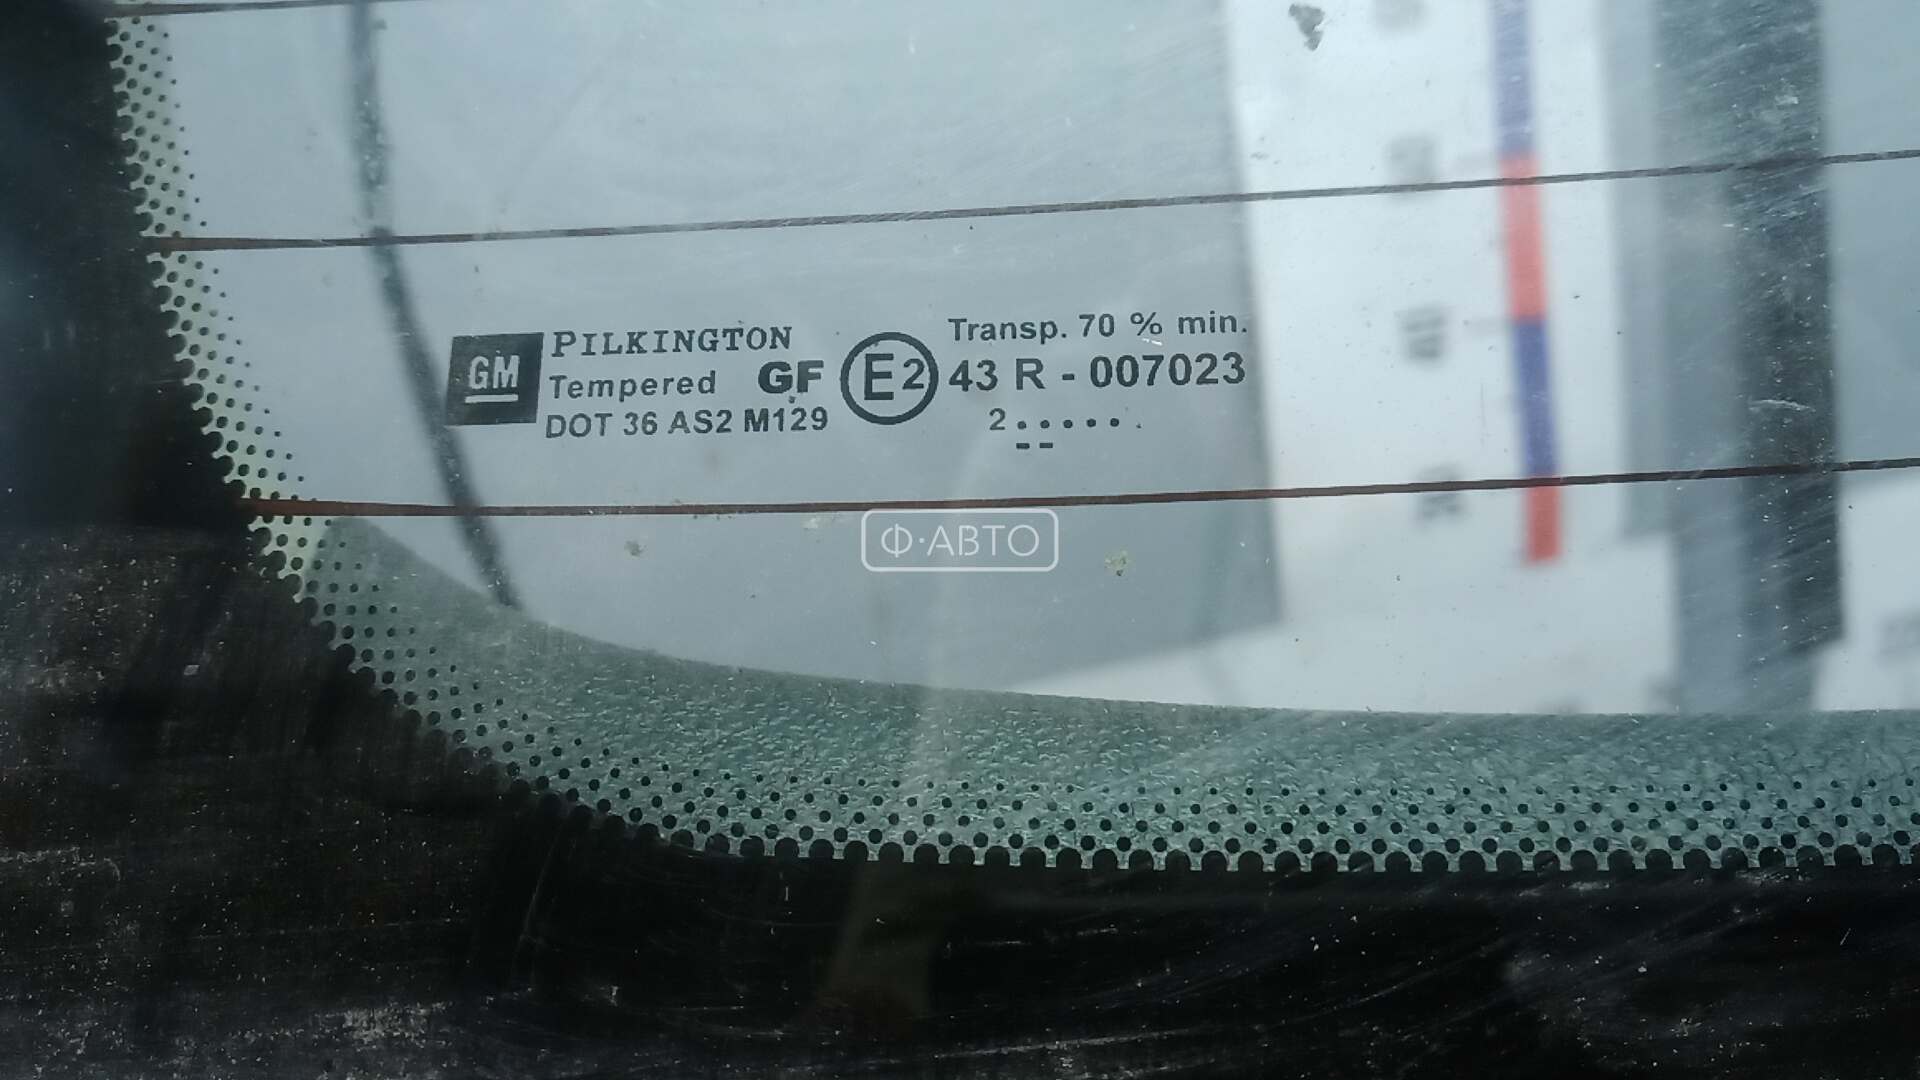 GM PILKINGTON Transp. 70 % min.
Tempered GF E2 43 R - 007023
DOT 36 AS2 M129 2.....
Ф·АВТО